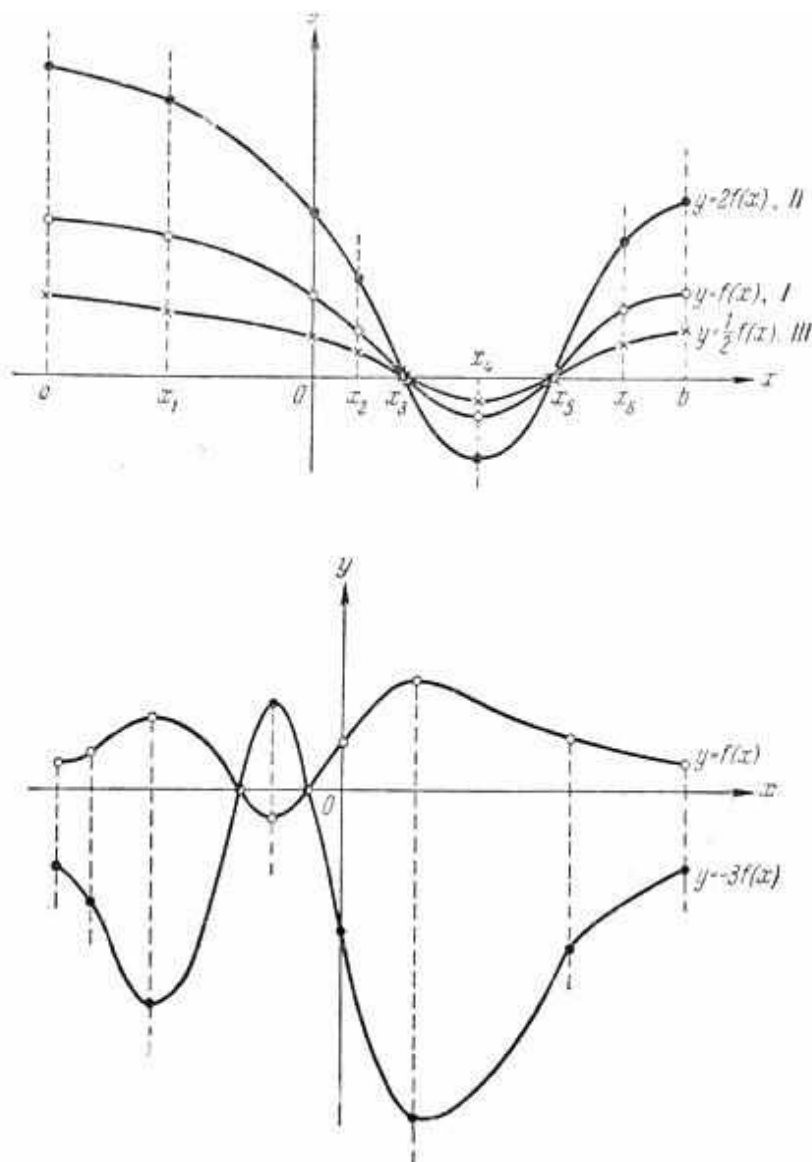 y=2f(x), II
y=f(x), I
y=1/2 f(x), III
x₄
a x₁ 0 x₂ x₃ x₅ x₆ b x
y
y=f(x)
0 x
y=-3f(x)